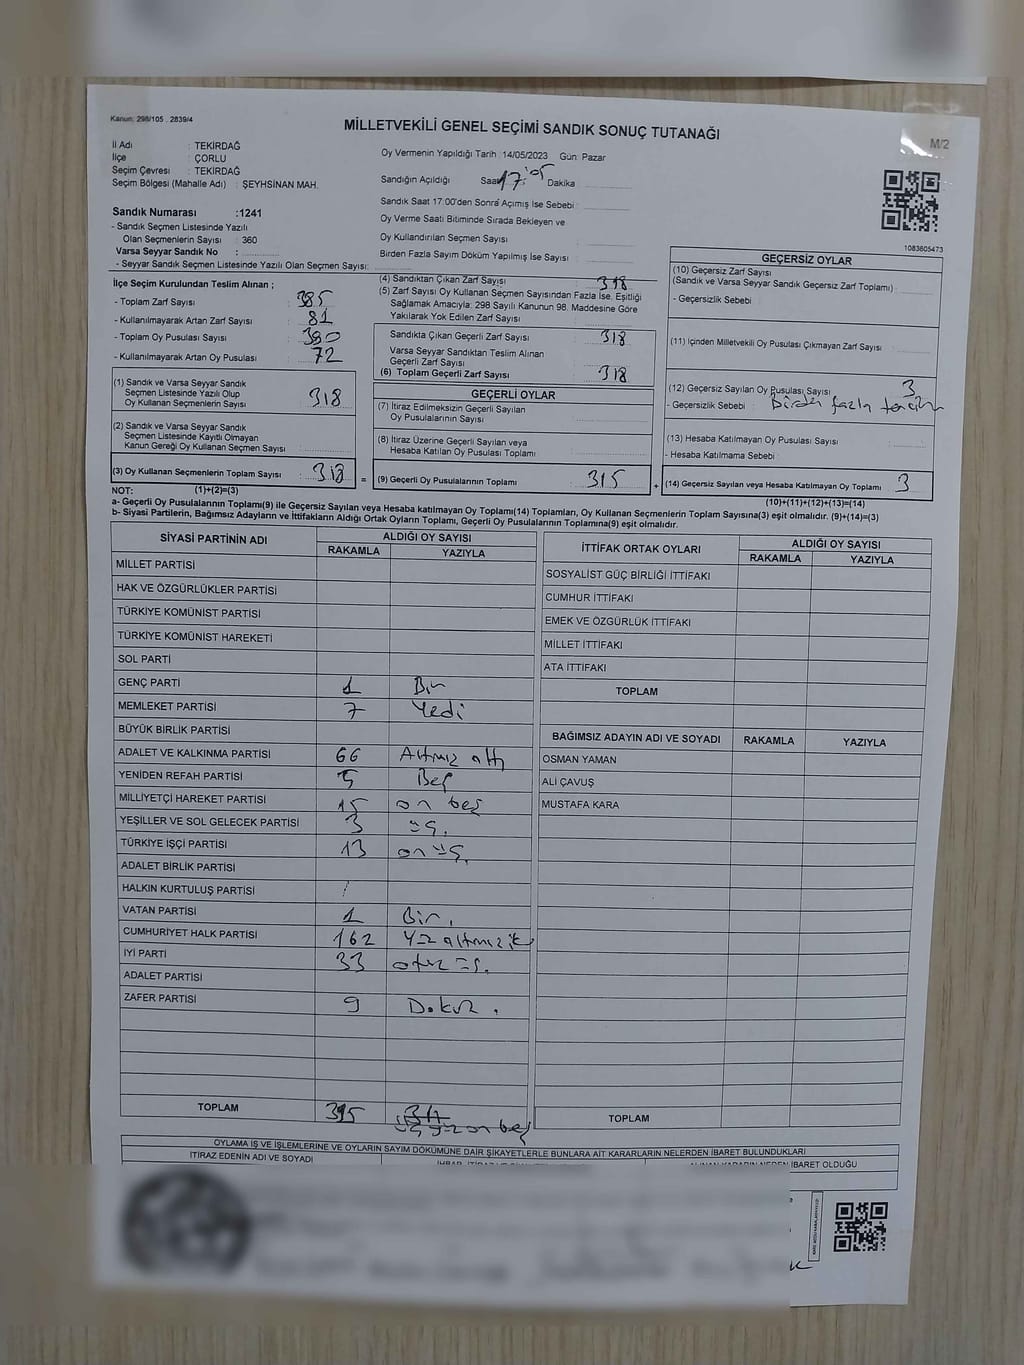 Kanun: 298/105 . 2839/4
MİLLETVEKİLİ GENEL SEÇİMİ SANDIK SONUÇ TUTANAĞI
M/2
İl Adı : TEKİRDAĞ
İlçe : ÇORLU
Seçim Çevresi : TEKİRDAĞ
Seçim Bölgesi (Mahalle Adı) : ŞEYHSİNAN MAH.
Oy Vermenin Yapıldığı Tarih : 14/05/2023 Gün: Pazar
Sandığın Açıldığı Saat 17:05 Dakika
Sandık Saat 17:00'den Sonra Açımış İse Sebebi :
Oy Verme Saati Bitiminde Sırada Bekleyen ve
Oy Kullandırılan Seçmen Sayısı :
Birden Fazla Sayım Döküm Yapılmış İse Sayısı :
Sandık Numarası :1241
- Sandık Seçmen Listesinde Yazılı
Olan Seçmenlerin Sayısı : 360
Varsa Seyyar Sandık No :
- Seyyar Sandık Seçmen Listesinde Yazılı Olan Seçmen Sayısı:
1083605473
İlçe Seçim Kurulundan Teslim Alınan ;
- Toplam Zarf Sayısı : 385
- Kullanılmayarak Artan Zarf Sayısı : 81
- Toplam Oy Pusulası Sayısı : 380
- Kullanılmayarak Artan Oy Pusulası : 72
(1) Sandık ve Varsa Seyyar Sandık
Seçmen Listesinde Yazılı Olup
Oy Kullanan Seçmenlerin Sayısı : 318
(2) Sandık ve Varsa Seyyar Sandık
Seçmen Listesinde Kayıtlı Olmayan
Kanun Gereği Oy Kullanan Seçmen Sayısı :
(3) Oy Kullanan Seçmenlerin Toplam Sayısı : 318
(1)+(2)=(3)
(4) Sandıktan Çıkan Zarf Sayısı : 318
(5) Zarf Sayısı Oy Kullanan Seçmen Sayısından Fazla İse, Eşitliği
Sağlamak Amacıyla: 298 Sayılı Kanunun 98. Maddesine Göre
Yakılarak Yok Edilen Zarf Sayısı :
Sandıkta Çıkan Geçerli Zarf Sayısı : 318
Varsa Seyyar Sandıktan Teslim Alınan
Geçerli Zarf Sayısı :
(6) Toplam Geçerli Zarf Sayısı : 318
GEÇERLİ OYLAR
(7) İtiraz Edilmeksizin Geçerli Sayılan
Oy Pusulalarının Sayısı :
(8) İtiraz Üzerine Geçerli Sayılan veya
Hesaba Katılan Oy Pusulası Toplamı :
= (9) Geçerli Oy Pusulalarının Toplamı : 315
GEÇERSİZ OYLAR
(10) Geçersiz Zarf Sayısı
(Sandık ve Varsa Seyyar Sandık Geçersiz Zarf Toplamı) :
- Geçersizlik Sebebi :
(11) İçinden Milletvekili Oy Pusulası Çıkmayan Zarf Sayısı :
(12) Geçersiz Sayılan Oy Pusulası Sayısı : 3
- Geçersizlik Sebebi : Birden fazla tercih
(13) Hesaba Katılmayan Oy Pusulası Sayısı :
- Hesaba Katılmama Sebebi :
+ (14) Geçersiz Sayılan veya Hesaba Katılmayan Oy Toplamı : 3
(10)+(11)+(12)+(13)=(14)
NOT:
a- Geçerli Oy Pusulalarının Toplamı(9) ile Geçersiz Sayılan veya Hesaba katılmayan Oy Toplamı(14) Toplamları, Oy Kullanan Seçmenlerin Toplam Sayısına(3) eşit olmalıdır. (9)+(14)=(3)
b- Siyasi Partilerin, Bağımsız Adayların ve İttifakların Aldığı Ortak Oyların Toplamı, Geçerli Oy Pusulalarının Toplamına(9) eşit olmalıdır.
SİYASİ PARTİNİN ADI ALDIĞI OY SAYISI
RAKAMLA YAZIYLA
MİLLET PARTİSİ
HAK VE ÖZGÜRLÜKLER PARTİSİ
TÜRKİYE KOMÜNİST PARTİSİ
TÜRKİYE KOMÜNİST HAREKETİ
SOL PARTİ
GENÇ PARTİ 1 Bir
MEMLEKET PARTİSİ 7 Yedi
BÜYÜK BİRLİK PARTİSİ
ADALET VE KALKINMA PARTİSİ 66 Altmış altı
YENİDEN REFAH PARTİSİ 5 Beş
MİLLİYETÇİ HAREKET PARTİSİ 15 on beş
YEŞİLLER VE SOL GELECEK PARTİSİ 3 üç.
TÜRKİYE İŞÇİ PARTİSİ 13 on üç.
ADALET BİRLİK PARTİSİ
HALKIN KURTULUŞ PARTİSİ /
VATAN PARTİSİ 1 Bir.
CUMHURİYET HALK PARTİSİ 162 Yüz altmış iki
İYİ PARTİ 33 otuz üç.
ADALET PARTİSİ
ZAFER PARTİSİ 9 Dokuz.
TOPLAM 315 üç yüz on beş
İTTİFAK ORTAK OYLARI ALDIĞI OY SAYISI
RAKAMLA YAZIYLA
SOSYALİST GÜÇ BİRLİĞİ İTTİFAKI
CUMHUR İTTİFAKI
EMEK VE ÖZGÜRLÜK İTTİFAKI
MİLLET İTTİFAKI
ATA İTTİFAKI
TOPLAM
BAĞIMSIZ ADAYIN ADI VE SOYADI RAKAMLA YAZIYLA
OSMAN YAMAN
ALİ ÇAVUŞ
MUSTAFA KARA
TOPLAM
OYLAMA İŞ VE İŞLEMLERİNE VE OYLARIN SAYIM DÖKÜMÜNE DAİR ŞİKAYETLERLE BUNLARA AİT KARARLARIN NELERDEN İBARET BULUNDUKLARI
İTİRAZ EDENİN ADI VE SOYADI
İBARET OLDUĞU